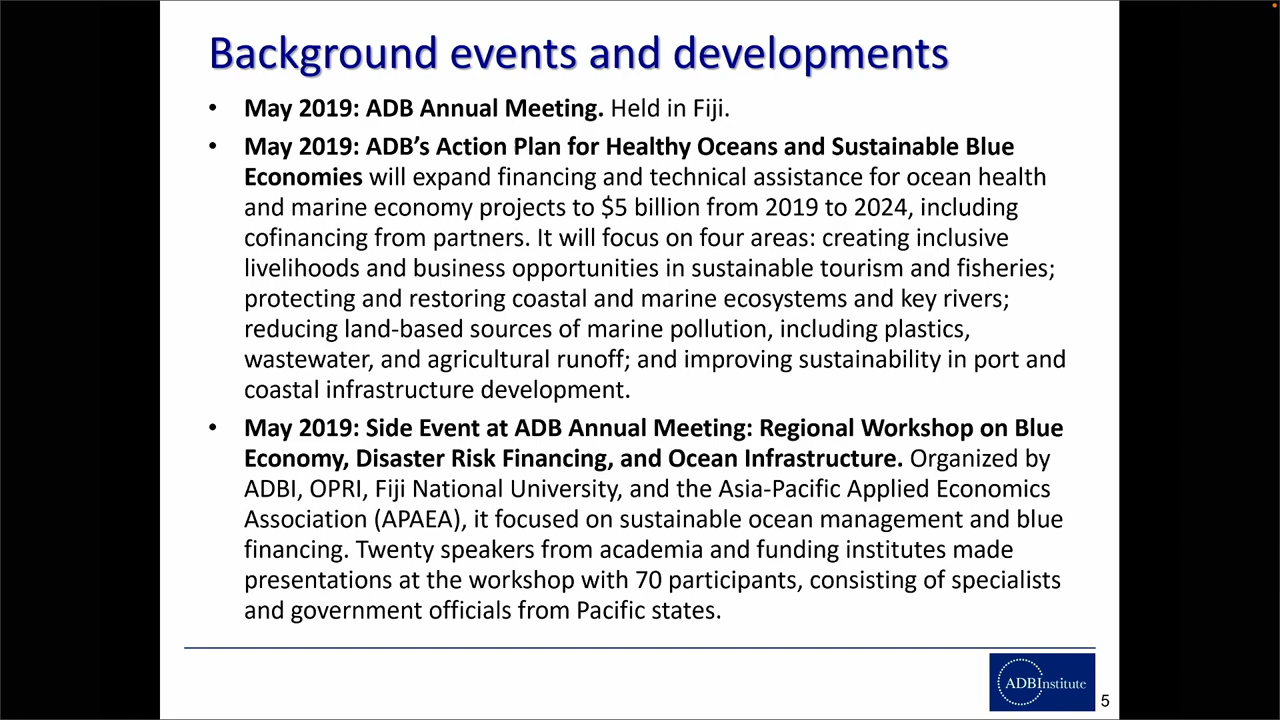 Background events and developments
• May 2019: ADB Annual Meeting. Held in Fiji.
• May 2019: ADB’s Action Plan for Healthy Oceans and Sustainable Blue
Economies will expand financing and technical assistance for ocean health
and marine economy projects to $5 billion from 2019 to 2024, including
cofinancing from partners. It will focus on four areas: creating inclusive
livelihoods and business opportunities in sustainable tourism and fisheries;
protecting and restoring coastal and marine ecosystems and key rivers;
reducing land-based sources of marine pollution, including plastics,
wastewater, and agricultural runoff; and improving sustainability in port and
coastal infrastructure development.
• May 2019: Side Event at ADB Annual Meeting: Regional Workshop on Blue
Economy, Disaster Risk Financing, and Ocean Infrastructure. Organized by
ADBI, OPRI, Fiji National University, and the Asia-Pacific Applied Economics
Association (APAEA), it focused on sustainable ocean management and blue
financing. Twenty speakers from academia and funding institutes made
presentations at the workshop with 70 participants, consisting of specialists
and government officials from Pacific states.
ADBInstitute
5